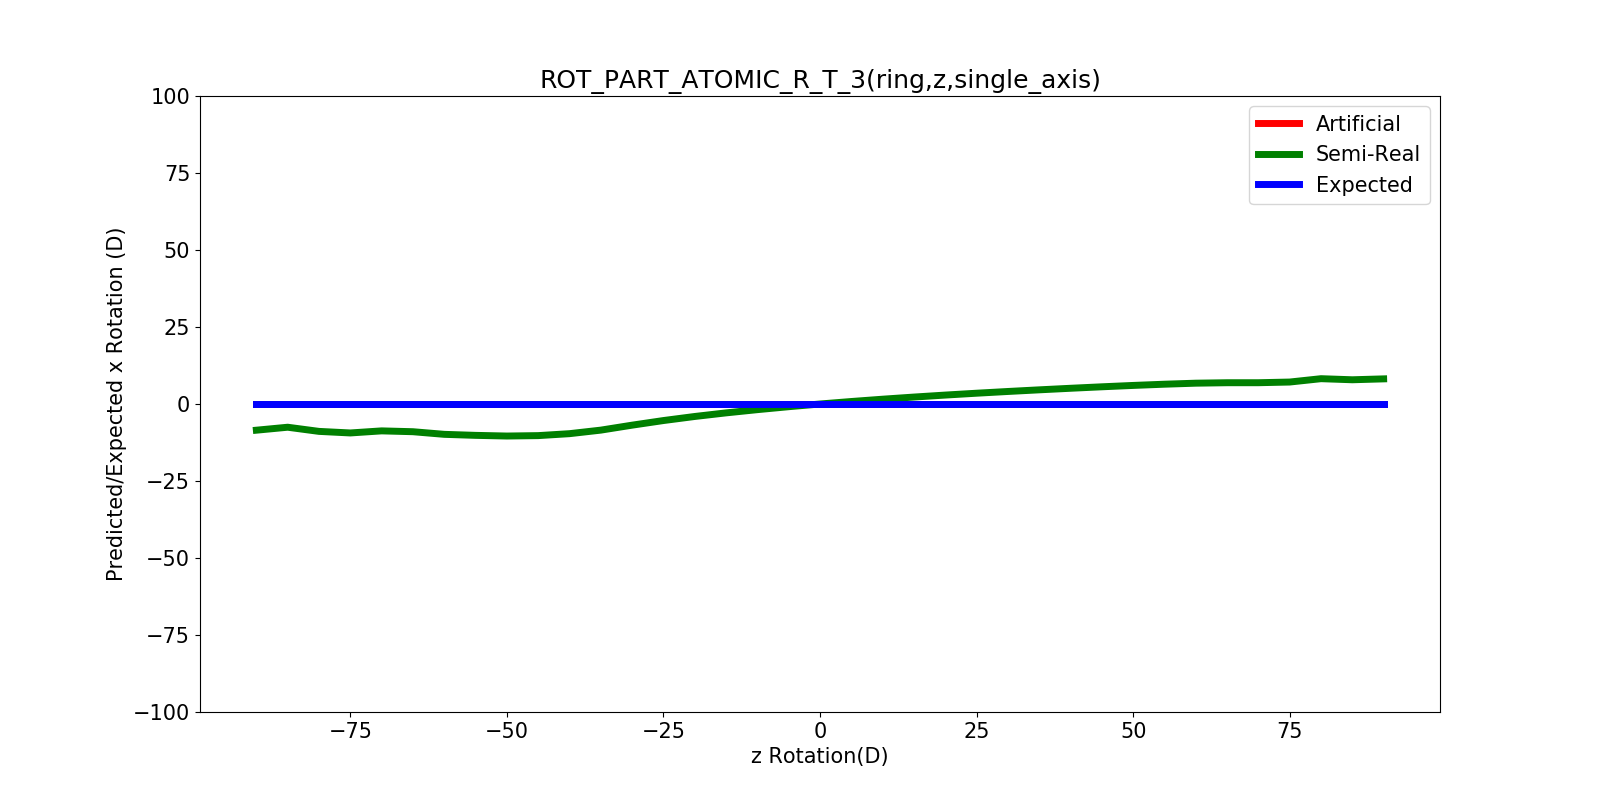 ROT_PART_ATOMIC_R_T_3(ring,z,single_axis)
100
75
50
25
0
−25
−50
−75
−100
Predicted/Expected x Rotation (D)
Artificial
Semi-Real
Expected
−75
−50
−25
0
25
50
75
z Rotation(D)